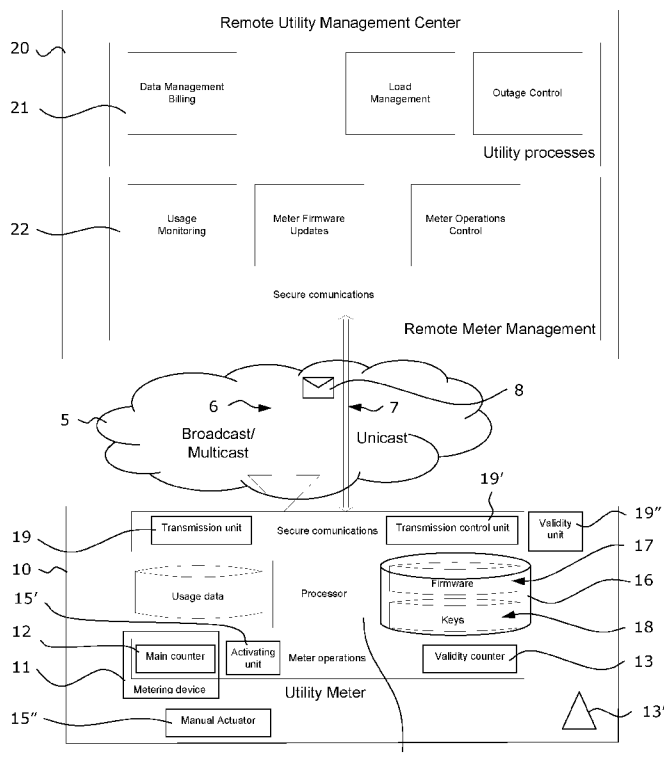 Remote Utility Management Center
20
Data Management
Billing
Load
Management
Outage Control
21
Utility processes
Usage
Monitoring
Meter Firmware
Updates
Meter Operations
Control
22
Secure comunications
Remote Meter Management
8
6
7
5
Broadcast/
Multicast
Unicast
19'
19"
19
Transmission unit
Secure comunications
Transmission control unit
Validity
unit
17
10
Firmware
16
Usage data
Processor
15'
Keys
18
12
Main counter
Activating
unit
Meter operations
Validity counter
13
11
Metering device
Utility Meter
15"
Manual Actuator
13'